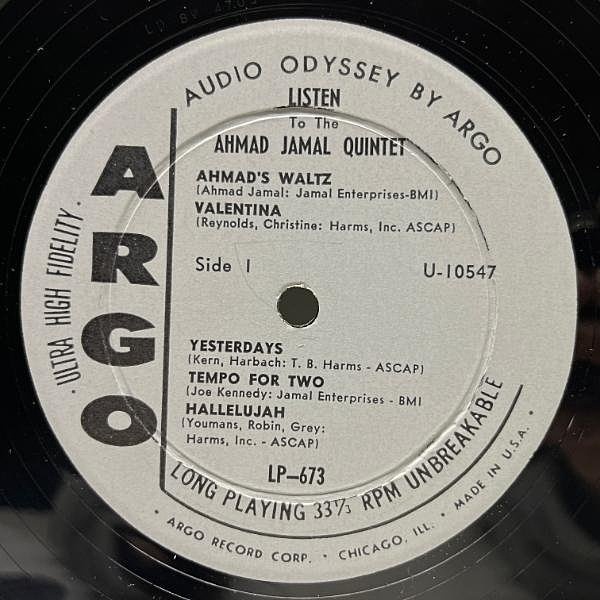 AUDIO ODYSSEY BY ARGO
LISTEN
To The
AHMAD JAMAL QUINTET
AHMAD'S WALTZ
(Ahmad Jamal: Jamal Enterprises-BMI)
VALENTINA
(Reynolds, Christine: Harms, Inc. ASCAP)
Side 1
U-10547
ARGO
· ULTRA HIGH FIDELITY ·
YESTERDAYS
(Kern, Harbach: T. B. Harms - ASCAP)
TEMPO FOR TWO
(Joe Kennedy: Jamal Enterprises - BMI
HALLELUJAH
(Youmans, Robin, Grey:
Harms, Inc. - ASCAP)
LP-673
LONG PLAYING 33⅓ RPM UNBREAKABLE
· ARGO RECORD CORP. · CHICAGO, ILL. · MADE IN U.S.A. ·